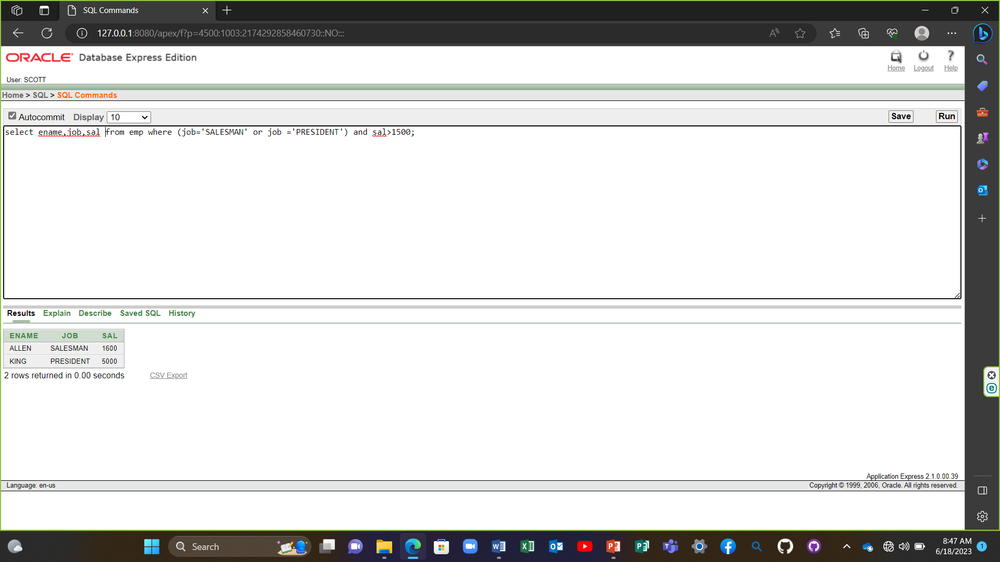 SQL Commands
127.0.0.1:8080/apex/f?p=4500:1003:2174292858460730::NO:::
ORACLE Database Express Edition
Home Logout Help
User: SCOTT
Home > SQL > SQL Commands
Autocommit Display 10 Save Run
select ename,job,sal from emp where (job='SALESMAN' or job ='PRESIDENT') and sal>1500;
Results Explain Describe Saved SQL History
ENAME JOB SAL
ALLEN SALESMAN 1600
KING PRESIDENT 5000
2 rows returned in 0.00 seconds CSV Export
Application Express 2.1.0.00.39
Language: en-us Copyright © 1999, 2006, Oracle. All rights reserved.
Search
8:47 AM
6/18/2023 1